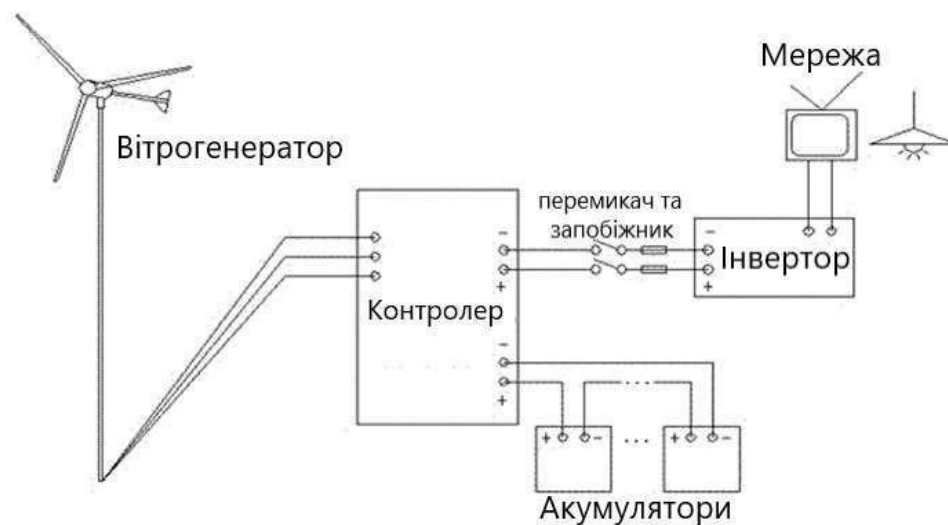 Мережа
Вітрогенератор
перемикач та
запобіжник
Інвертор
Контролер
Акумулятори